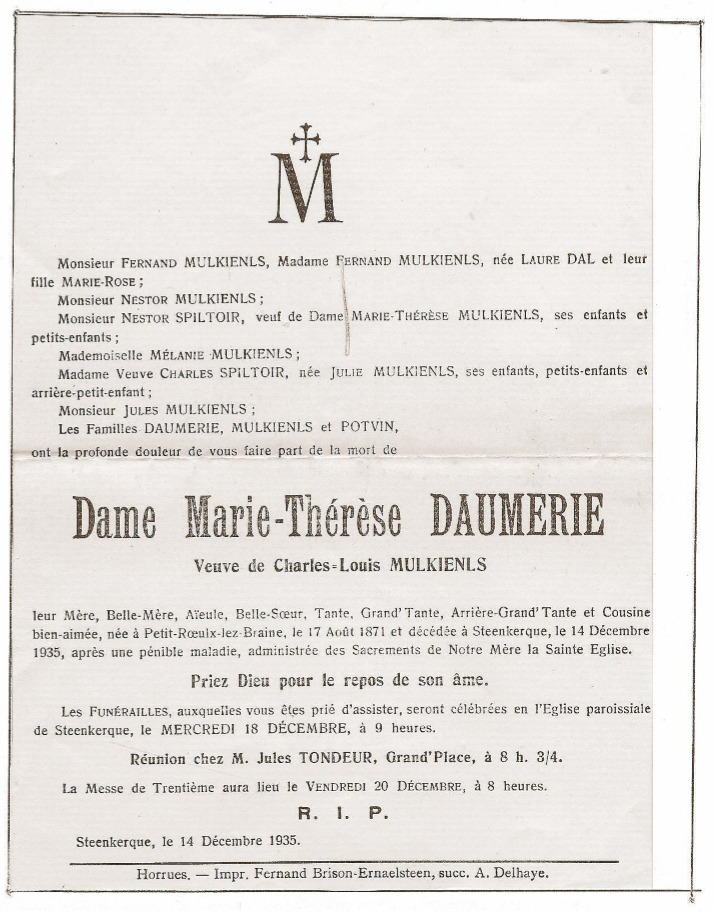 M
Monsieur FERNAND MULKIENLS, Madame FERNAND MULKIENLS, née LAURE DAL et leur
fille MARIE-ROSE ;
Monsieur NESTOR MULKIENLS ;
Monsieur NESTOR SPILTOIR, veuf de Dame MARIE-THÉRÈSE MULKIENLS, ses enfants et
petits-enfants ;
Mademoiselle MÉLANIE MULKIENLS ;
Madame Veuve CHARLES SPILTOIR, née JULIE MULKIENLS, ses enfants, petits-enfants et
arrière-petit-enfant ;
Monsieur JULES MULKIENLS ;
Les Familles DAUMERIE, MULKIENLS et POTVIN,
ont la profonde douleur de vous faire part de la mort de
Dame Marie-Thérèse DAUMERIE
Veuve de Charles-Louis MULKIENLS
leur Mère, Belle-Mère, Aïeule, Belle-Sœur, Tante, Grand'Tante, Arrière-Grand'Tante et Cousine
bien-aimée, née à Petit-Rœulx-lez-Braine, le 17 Août 1871 et décédée à Steenkerque, le 14 Décembre
1935, après une pénible maladie, administrée des Sacrements de Notre Mère la Sainte Eglise.
Priez Dieu pour le repos de son âme.
Les FUNÉRAILLES, auxquelles vous êtes prié d'assister, seront célébrées en l'Eglise paroissiale
de Steenkerque, le MERCREDI 18 DÉCEMBRE, à 9 heures.
Réunion chez M. Jules TONDEUR, Grand'Place, à 8 h. 3/4.
La Messe de Trentième aura lieu le VENDREDI 20 DÉCEMBRE, à 8 heures.
R. I. P.
Steenkerque, le 14 Décembre 1935.
Horrues. — Impr. Fernand Brison-Ernaelsteen, succ. A. Delhaye.